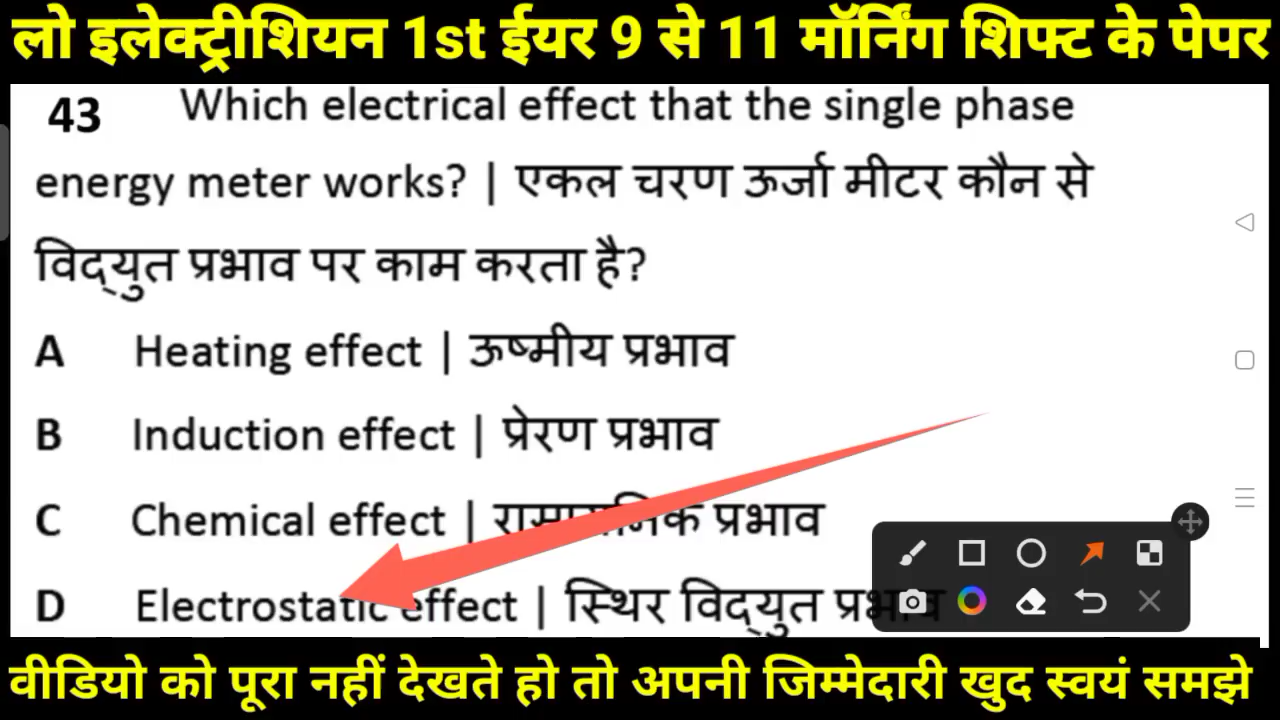 लो इलेक्ट्रीशियन 1st ईयर 9 से 11 मॉर्निंग शिफ्ट के पेपर
43 Which electrical effect that the single phase
energy meter works? | एकल चरण ऊर्जा मीटर कौन से
विद्युत प्रभाव पर काम करता है?
A Heating effect | ऊष्मीय प्रभाव
B Induction effect | प्रेरण प्रभाव
C Chemical effect | रासायनिक प्रभाव
D Electrostatic effect | स्थिर विद्युत प्रभाव
वीडियो को पूरा नहीं देखते हो तो अपनी जिम्मेदारी खुद स्वयं समझे